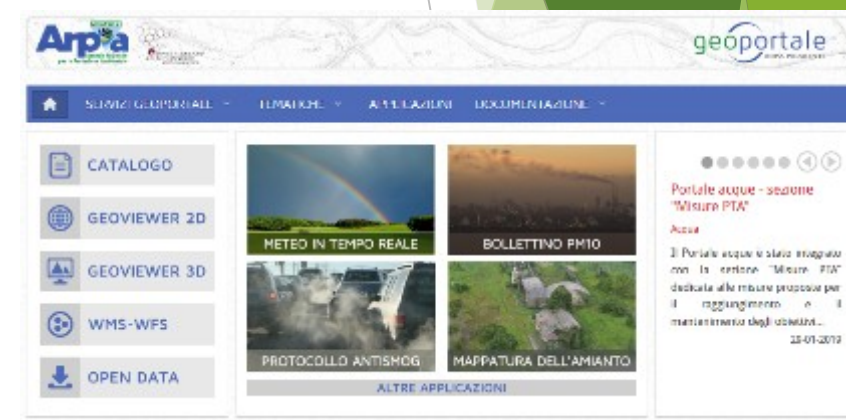 Arpa
geoportale
SERVIZI GEOPORTALE
TEMATICHE
APPLICAZIONI
DOCUMENTAZIONE
CATALOGO
GEOVIEWER 2D
GEOVIEWER 3D
WMS-WFS
OPEN DATA
METEO IN TEMPO REALE
BOLLETTINO PM10
PROTOCOLLO ANTISMOG
MAPPATURA DELL'AMIANTO
ALTRE APPLICAZIONI
Portale acque - sezione
"Misure PTA"
Acqua
Il Portale acque è stato integrato
con la sezione "Misure PTA"
dedicata alle misure proposte per
il raggiungimento e il
mantenimento degli obiettivi...